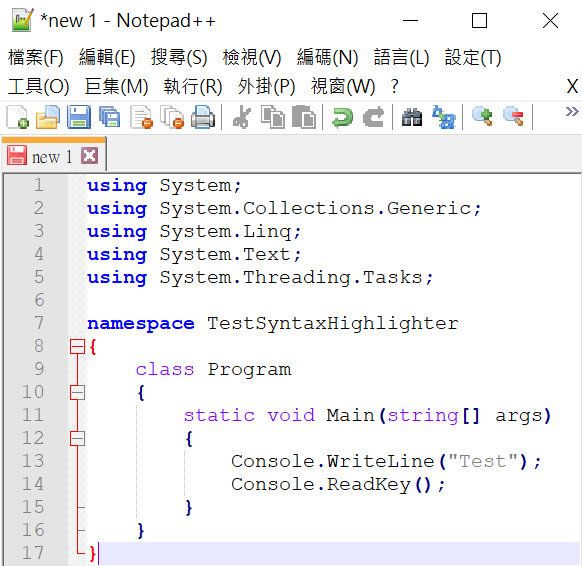 *new 1 - Notepad++
檔案(F) 編輯(E) 搜尋(S) 檢視(V) 編碼(N) 語言(L) 設定(T)
工具(O) 巨集(M) 執行(R) 外掛(P) 視窗(W) ? X
new 1
1 using System;
2 using System.Collections.Generic;
3 using System.Linq;
4 using System.Text;
5 using System.Threading.Tasks;
6
7 namespace TestSyntaxHighlighter
8 {
9 class Program
10 {
11 static void Main(string[] args)
12 {
13 Console.WriteLine("Test");
14 Console.ReadKey();
15 }
16 }
17 }